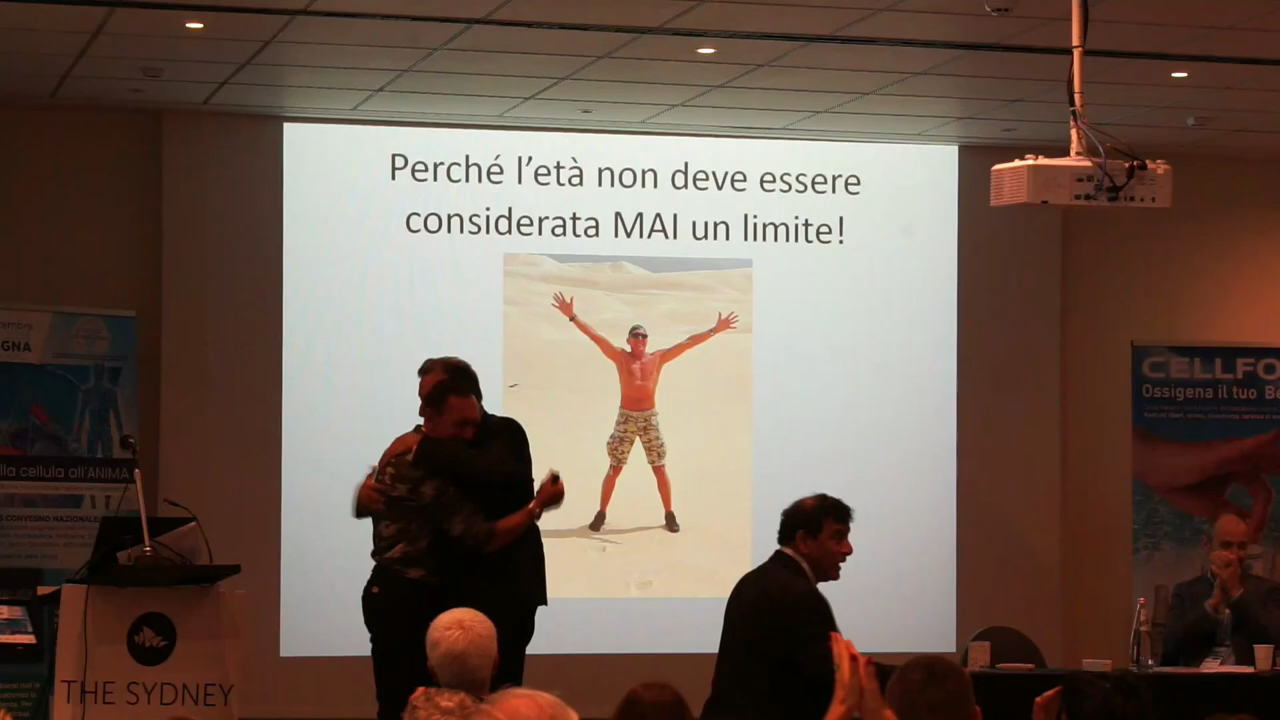 Perché l'età non deve essere
considerata MAI un limite!
GNA
lla cellula all'ANIMA
CONVEGNO NAZIONALE
THE SYDNEY
CELLFO
Ossigena il tuo Be